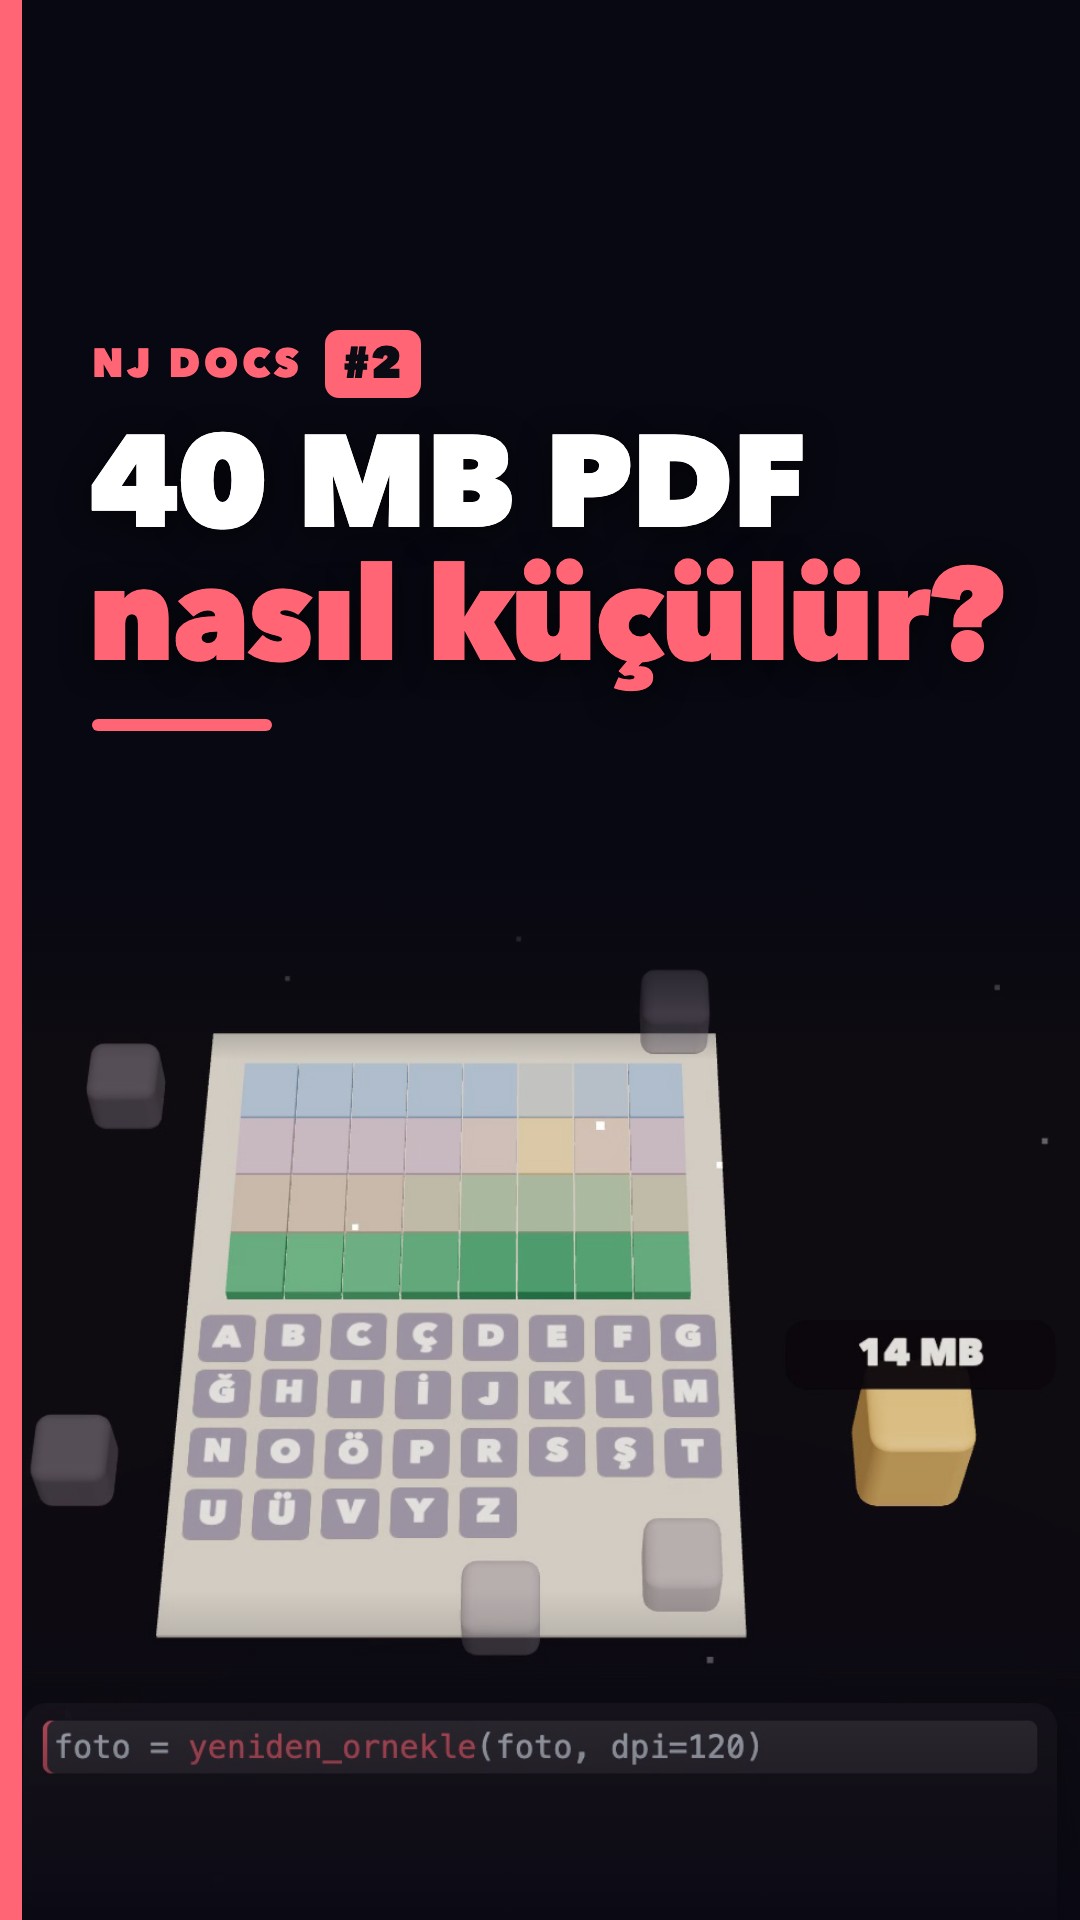 NJ DOCS #2
40 MB PDF
nasıl küçülür?
A B C Ç D E F G
Ğ H I İ J K L M
N O Ö P R S Ş T
U Ü V Y Z
14 MB
foto = yeniden_ornekle(foto, dpi=120)